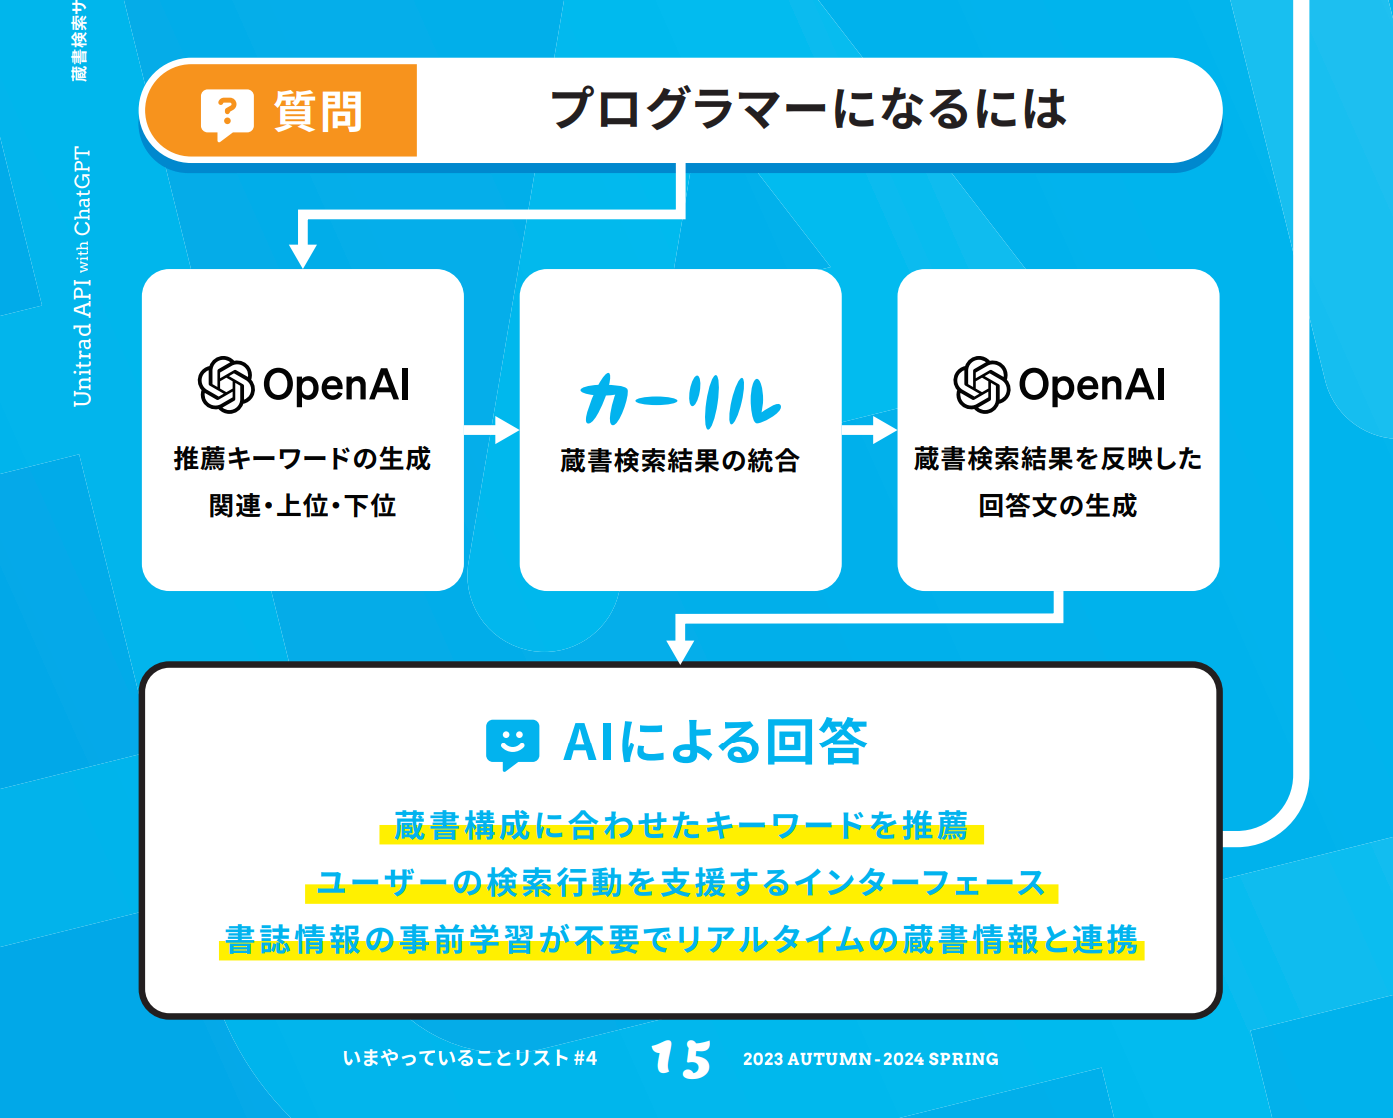 蔵書検索サ
Unitrad API with ChatGPT
質問
プログラマーになるには
OpenAI
推薦キーワードの生成
関連・上位・下位
カーリル
蔵書検索結果の統合
OpenAI
蔵書検索結果を反映した
回答文の生成
AIによる回答
蔵書構成に合わせたキーワードを推薦
ユーザーの検索行動を支援するインターフェース
書誌情報の事前学習が不要でリアルタイムの蔵書情報と連携
いまやっていることリスト #4
15
2023 AUTUMN - 2024 SPRING